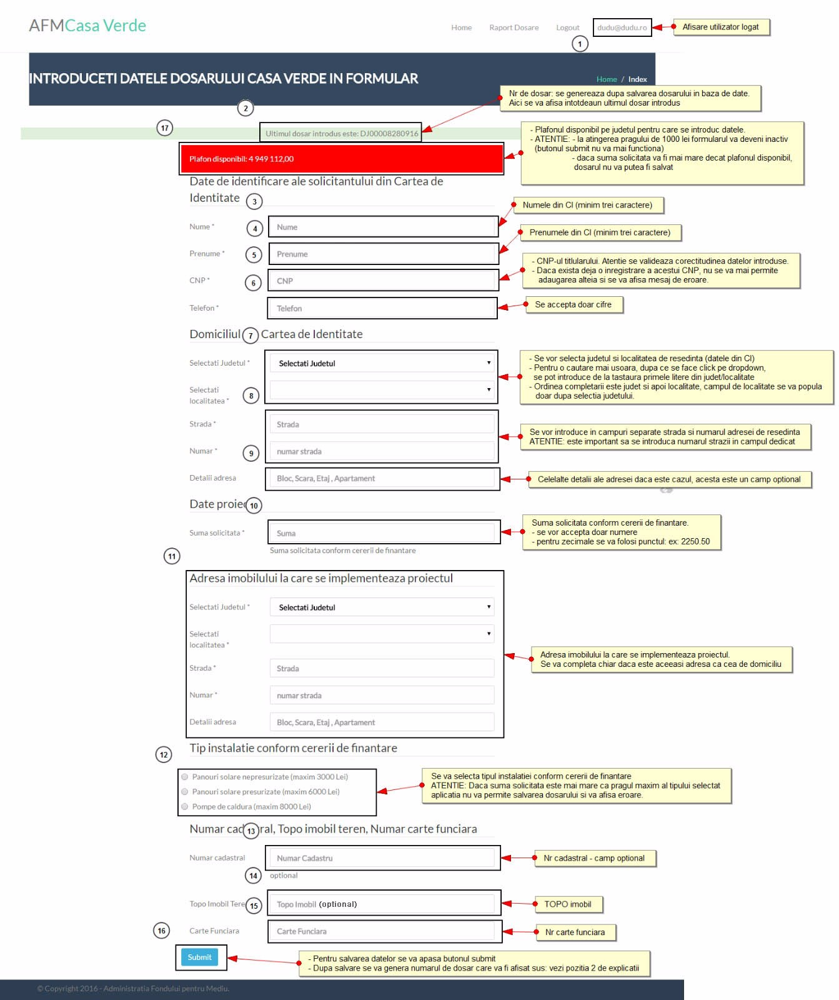 AFMCasa Verde
Home Raport Dosare Logout dudu@dudu.ro
Afisare utilizator logat
1
INTRODUCETI DATELE DOSARULUI CASA VERDE IN FORMULAR
Home / Index
2
Nr de dosar: se genereaza dupa salvarea dosarului in baza de date.
Aici se va afisa intotdeaun ultimul dosar introdus
17
Ultimul dosar introdus este: DJ00008280916
Plafon disponibil: 4 949 112,00
- Plafonul disponibil pe judetul pentru care se introduc datele.
- ATENTIE: - la atingerea pragului de 1000 lei formularul va deveni inactiv
(butonul submit nu va mai functiona)
- daca suma solicitata va fi mai mare decat plafonul disponibil,
dosarul nu va putea fi salvat
Date de identificare ale solicitantului din Cartea de
Identitate
3
Nume *
4
Nume
Numele din CI (minim trei caractere)
Prenume *
5
Prenume
Prenumele din CI (minim trei caractere)
CNP *
6
CNP
- CNP-ul titlularului. Atentie se valideaza corectitudinea datelor introduse.
- Daca exista deja o inregistrare a acestui CNP, nu se va mai permite
adaugarea alteia si se va afisa mesaj de eroare.
Telefon *
Telefon
Se accepta doar cifre
Domiciliul 7 Cartea de Identitate
Selectati Judetul *
Selectati Judetul
Selectati
localitatea *
8
- Se vor selecta judetul si localitatea de resedinta (datele din CI)
- Pentru o cautare mai usoara, dupa ce se face click pe dropdown,
se pot introduce de la tastaura primele litere din judet/localitate
- Ordinea completarii este judet si apoi localitate, campul de localitate se va popula
doar dupa selectia judetului.
Strada *
Strada
Numar *
9
numar strada
Se vor introduce in campuri separate strada si numarul adresei de resedinta
ATENTIE: este important sa se introduca numarul strazii in campul dedicat
Detalii adresa
Bloc, Scara, Etaj , Apartament
Celelalte detalii ale adresei daca este cazul, acesta este un camp optional
Date proiec 10
Suma solicitata *
Suma
Suma solicitata conform cererii de finantare
Suma solicitata conform cererii de finantare.
- se vor accepta doar numere
- pentru zecimale se va folosi punctul: ex: 2250.50
11
Adresa imobilului la care se implementeaza proiectul
Selectati Judetul *
Selectati Judetul
Selectati
localitatea *
Strada *
Strada
Numar *
numar strada
Detalii adresa
Bloc, Scara, Etaj , Apartament
Adresa imobilului la care se implementeaza proiectul.
Se va completa chiar daca este aceeasi adresa ca cea de domiciliu
12
Tip instalatie conform cererii de finantare
Panouri solare nepresurizate (maxim 3000 Lei)
Panouri solare presurizate (maxim 6000 Lei)
Pompe de caldura (maxim 8000 Lei)
Se va selecta tipul instalatiei conform cererii de finantare
ATENTIE: Daca suma solicitata este mai mare ca pragul maxim al tipului selectat
aplicatia nu va permite salvarea dosarului si va afisa eroare.
Numar cad 13 ral, Topo imobil teren, Numar carte funciara
Numar cadastral
Numar Cadastru
optional
Nr cadastral - camp optional
14
Topo Imobil Tere
15
Topo Imobil (optional)
TOPO imobil
16
Carte Funciara
Carte Funciara
Nr carte funciara
Submit
- Pentru salvarea datelor se va apasa butonul submit
- Dupa salvare se va genera numarul de dosar care va fi afisat sus: vezi pozitia 2 de explicatii
© Copyright 2016 - Administratia Fondului pentru Mediu.